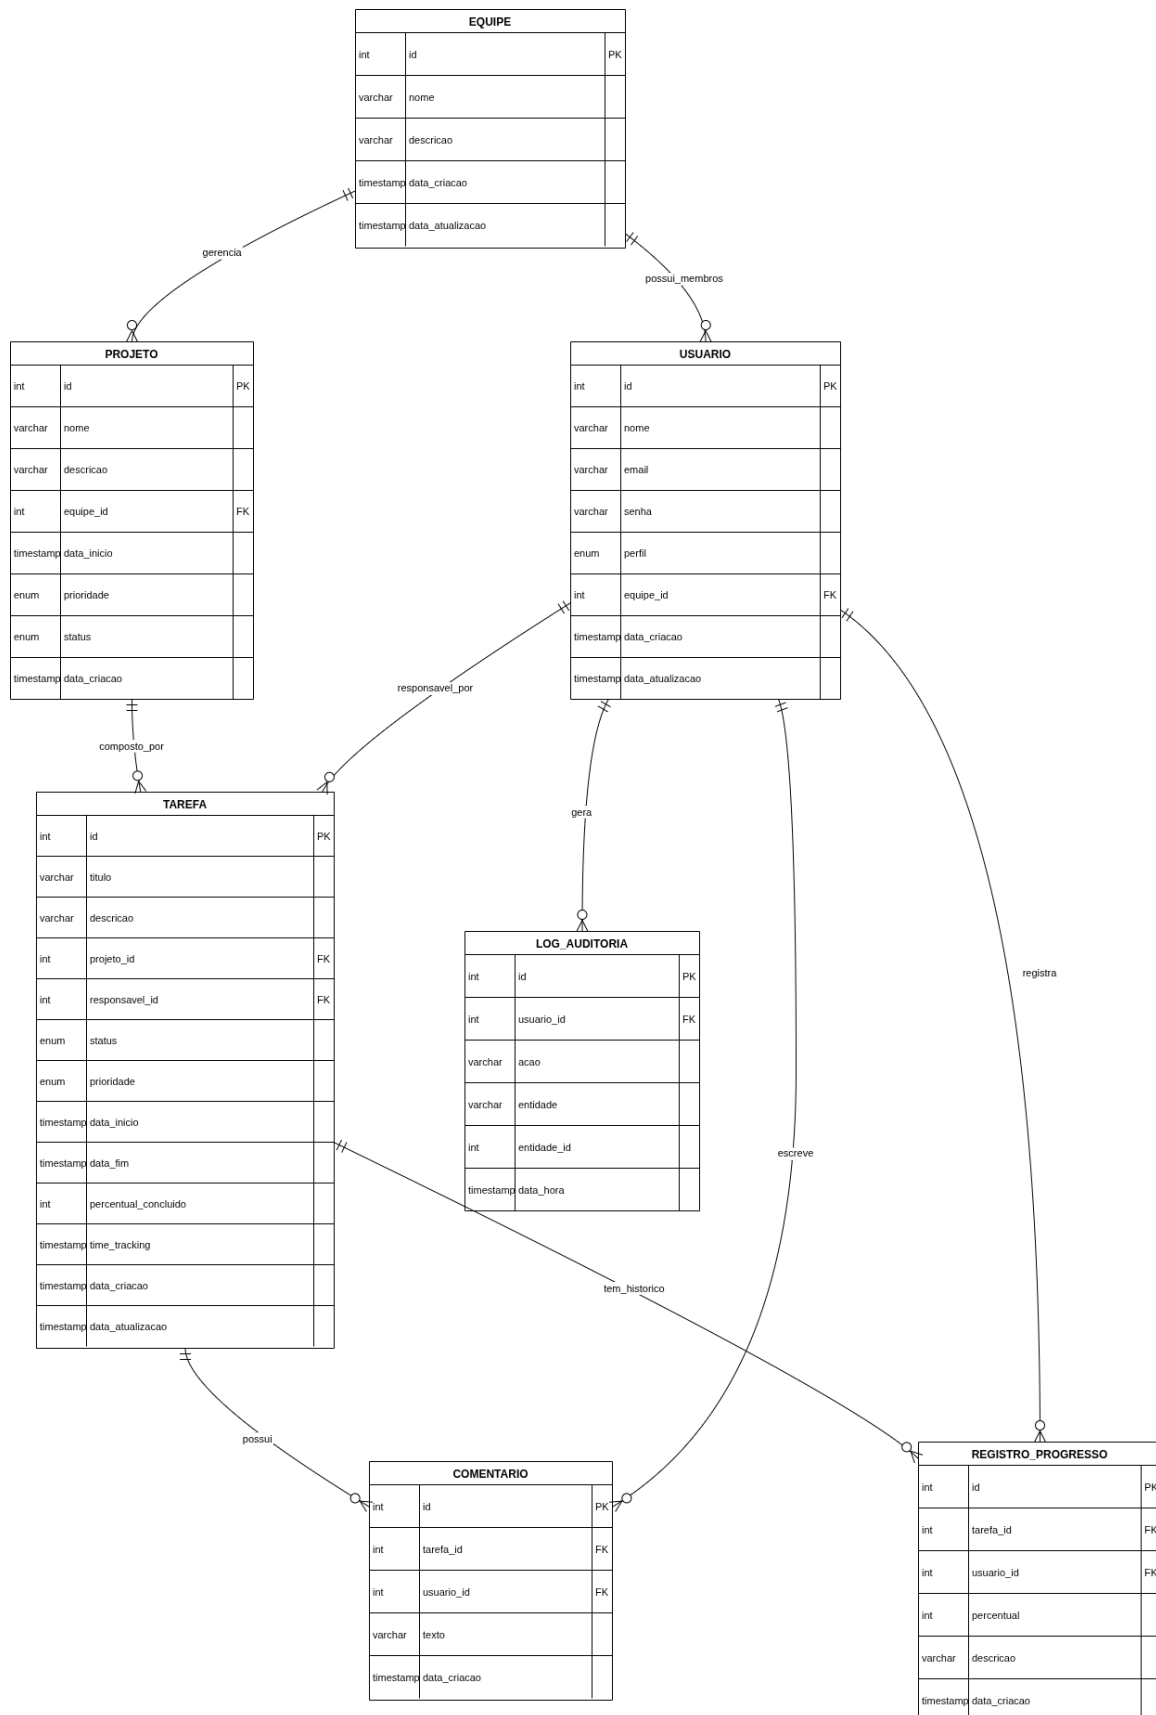 EQUIPE
int id PK
varchar nome
varchar descricao
timestamp data_criacao
timestamp data_atualizacao
gerencia
possui_membros
PROJETO
int id PK
varchar nome
varchar descricao
int equipe_id FK
timestamp data_inicio
enum prioridade
enum status
timestamp data_criacao
USUARIO
int id PK
varchar nome
varchar email
varchar senha
enum perfil
int equipe_id FK
timestamp data_criacao
timestamp data_atualizacao
responsavel_por
composto_por
gera
registra
escreve
TAREFA
int id PK
varchar titulo
varchar descricao
int projeto_id FK
int responsavel_id FK
enum status
enum prioridade
timestamp data_inicio
timestamp data_fim
int percentual_concluido
timestamp time_tracking
timestamp data_criacao
timestamp data_atualizacao
LOG_AUDITORIA
int id PK
int usuario_id FK
varchar acao
varchar entidade
int entidade_id
timestamp data_hora
tem_historico
possui
COMENTARIO
int id PK
int tarefa_id FK
int usuario_id FK
varchar texto
timestamp data_criacao
REGISTRO_PROGRESSO
int id PK
int tarefa_id FK
int usuario_id FK
int percentual
varchar descricao
timestamp data_criacao